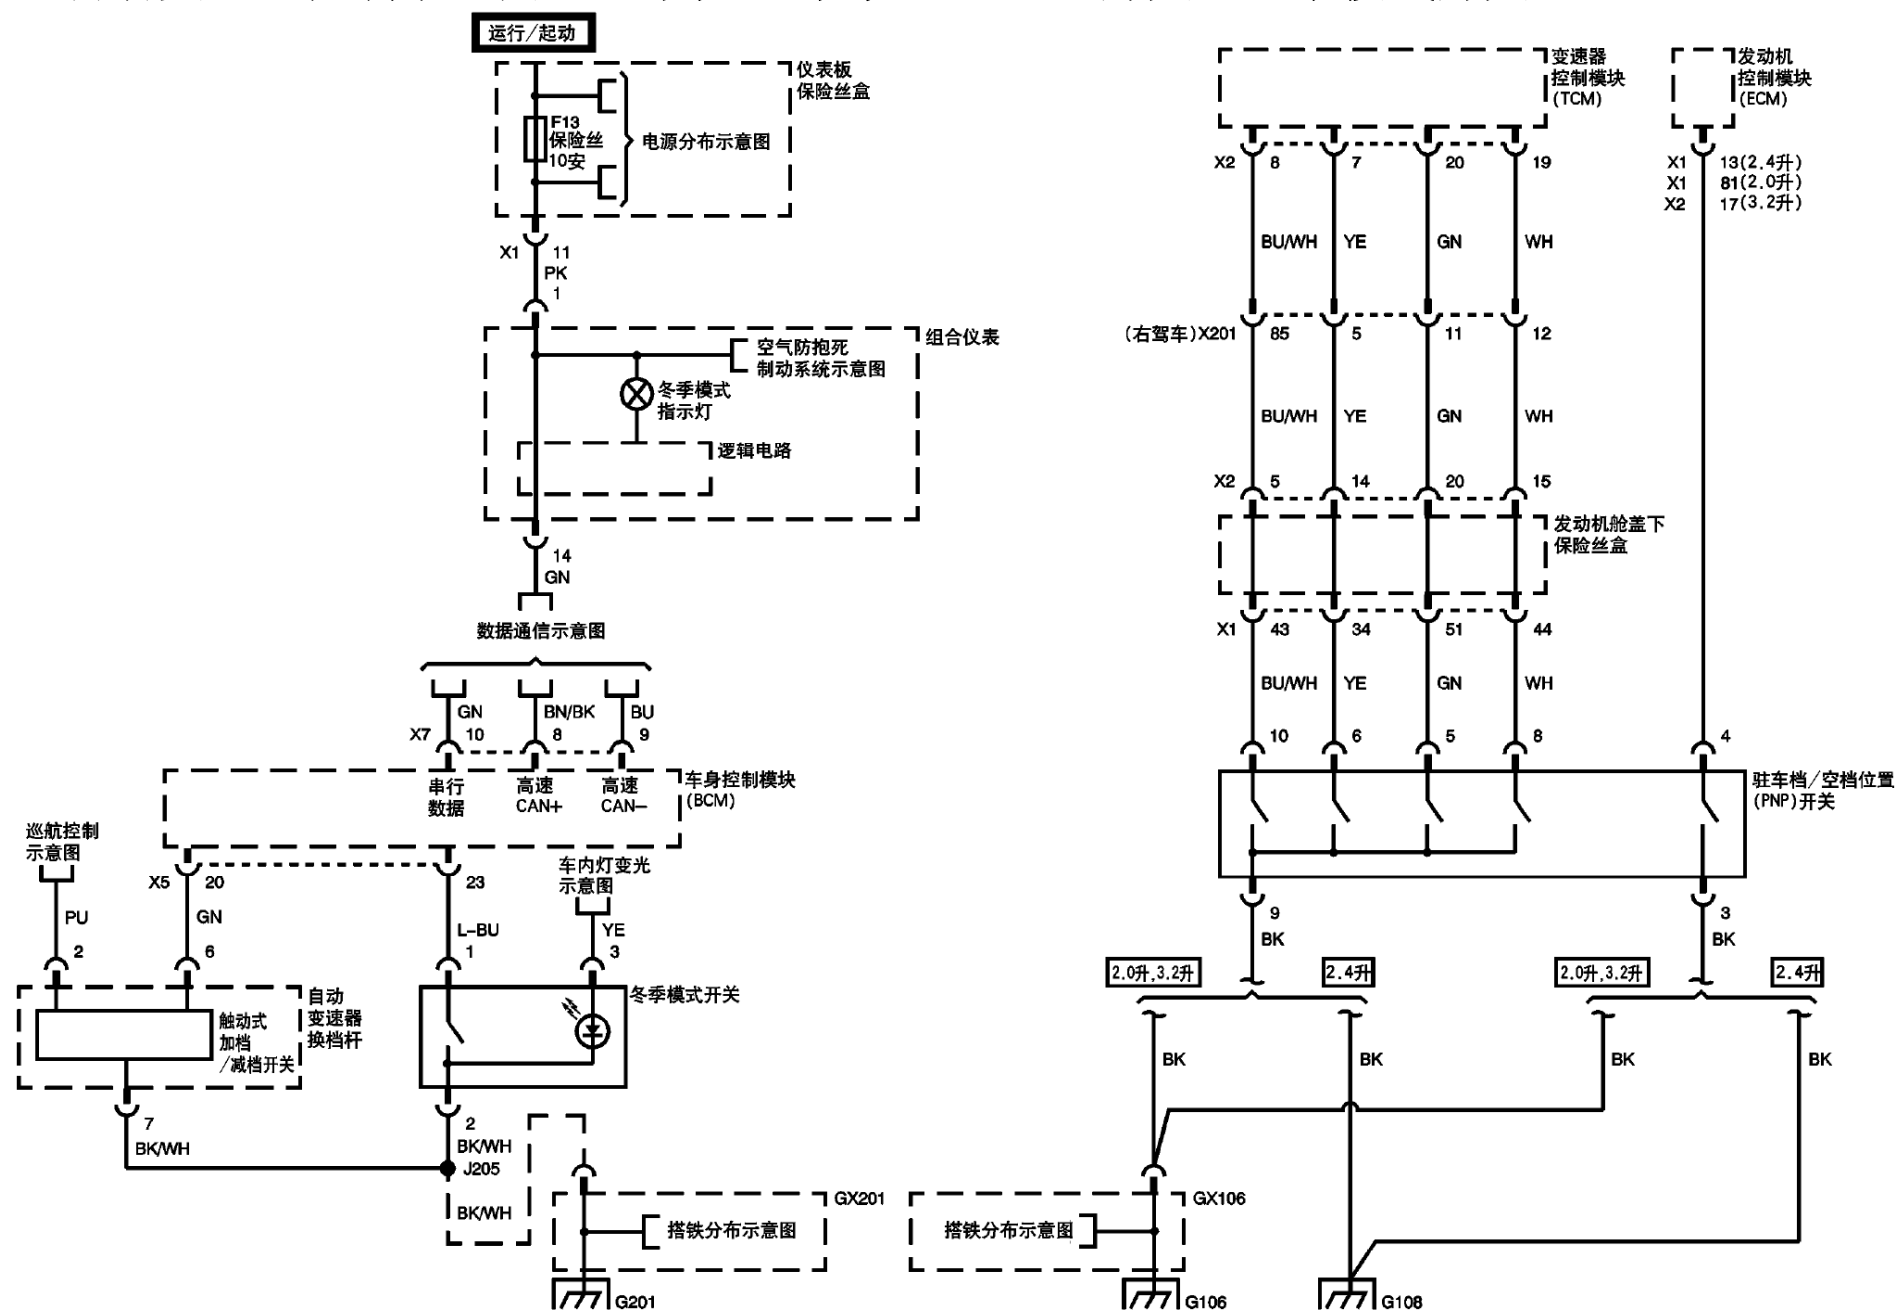 运行/起动
仪表板
保险丝盒
F13
保险丝
10安
电源分布示意图
X1 11
PK
1
组合仪表
空气防抱死
制动系统示意图
冬季模式
指示灯
逻辑电路
14
GN
数据通信示意图
GN BN/BK BU
X7 10 8 9
串行
数据
高速
CAN+
高速
CAN-
车身控制模块
(BCM)
巡航控制
示意图
X5 20 23
车内灯变光
示意图
PU GN L-BU YE
2 6 1 3
自动
变速器
换档杆
触动式
加档
/减档开关
冬季模式开关
7
BK/WH
2
BK/WH
J205
BK/WH
GX201
搭铁分布示意图
G201
变速器
控制模块
(TCM)
发动机
控制模块
(ECM)
X2 8 7 20 19
X1 13(2.4升)
X1 81(2.0升)
X2 17(3.2升)
BU/WH YE GN WH
(右驾车)X201 85 5 11 12
BU/WH YE GN WH
X2 5 14 20 15
发动机舱盖下
保险丝盒
X1 43 34 51 44
BU/WH YE GN WH
10 6 5 8 4
驻车档/空档位置
(PNP)开关
9 3
BK BK
2.0升,3.2升 2.4升 2.0升,3.2升 2.4升
BK BK BK BK
GX106
搭铁分布示意图
G106 G108